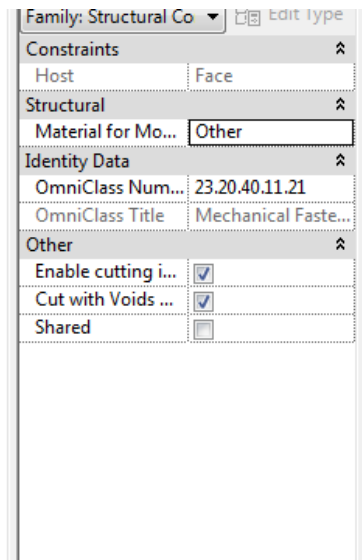 Family: Structural Co Edit Type
Constraints
Host Face
Structural
Material for Mo... Other
Identity Data
OmniClass Num... 23.20.40.11.21
OmniClass Title Mechanical Faste...
Other
Enable cutting i...
Cut with Voids ...
Shared